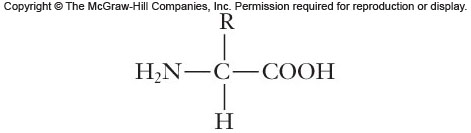 Copyright © The McGraw-Hill Companies, Inc. Permission required for reproduction or display.
R
H₂N—C—COOH
H